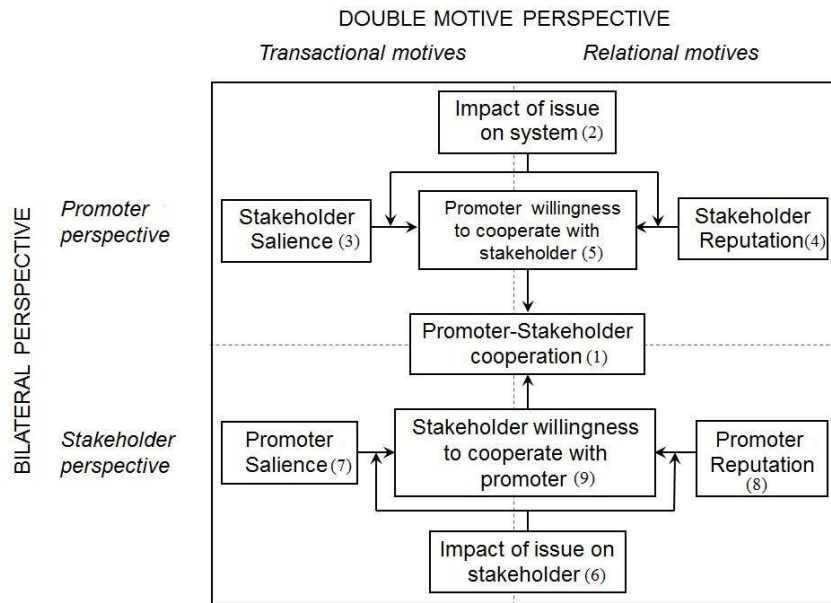 DOUBLE MOTIVE PERSPECTIVE
Transactional motives
Relational motives
Impact of issue
on system (2)
BILATERAL PERSPECTIVE
Promoter
perspective
Stakeholder
Salience (3)
Promoter willingness
to cooperate with
stakeholder (5)
Stakeholder
Reputation(4)
Promoter-Stakeholder
cooperation (1)
Stakeholder
perspective
Promoter
Salience (7)
Stakeholder willingness
to cooperate with
promoter (9)
Promoter
Reputation
(8)
Impact of issue on
stakeholder (6)